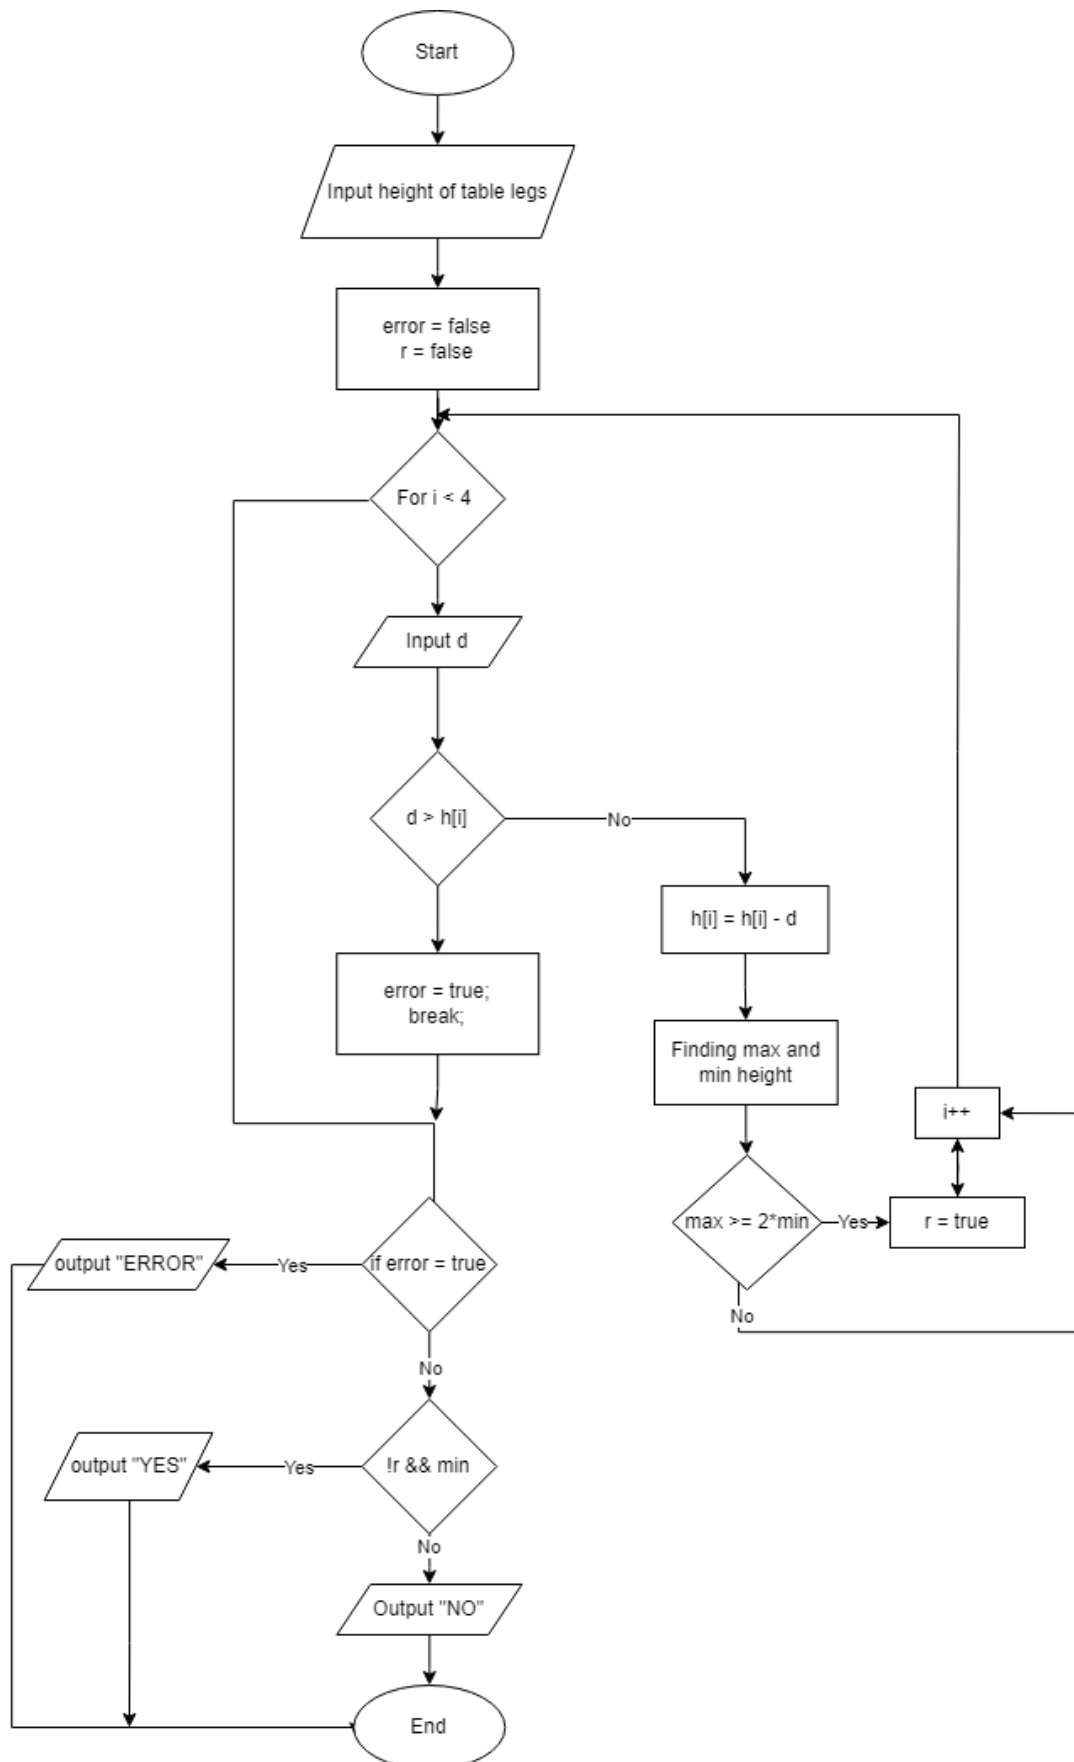 Start
Input height of table legs
error = false
r = false
For i < 4
Input d
d > h[i]
No
h[i] = h[i] - d
error = true;
break;
Finding max and
min height
i++
max >= 2*min
Yes
r = true
No
if error = true
Yes
output "ERROR"
No
!r && min
Yes
output "YES"
No
Output "NO"
End